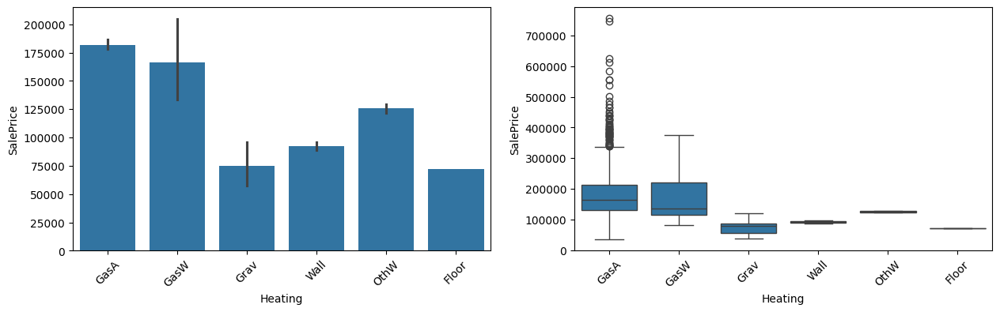 200000
175000
150000
125000
100000
75000
50000
25000
0
SalePrice
GasA
GasW
Grav
Wall
OthW
Floor
Heating
700000
600000
500000
400000
300000
200000
100000
0
SalePrice
GasA
GasW
Grav
Wall
OthW
Floor
Heating